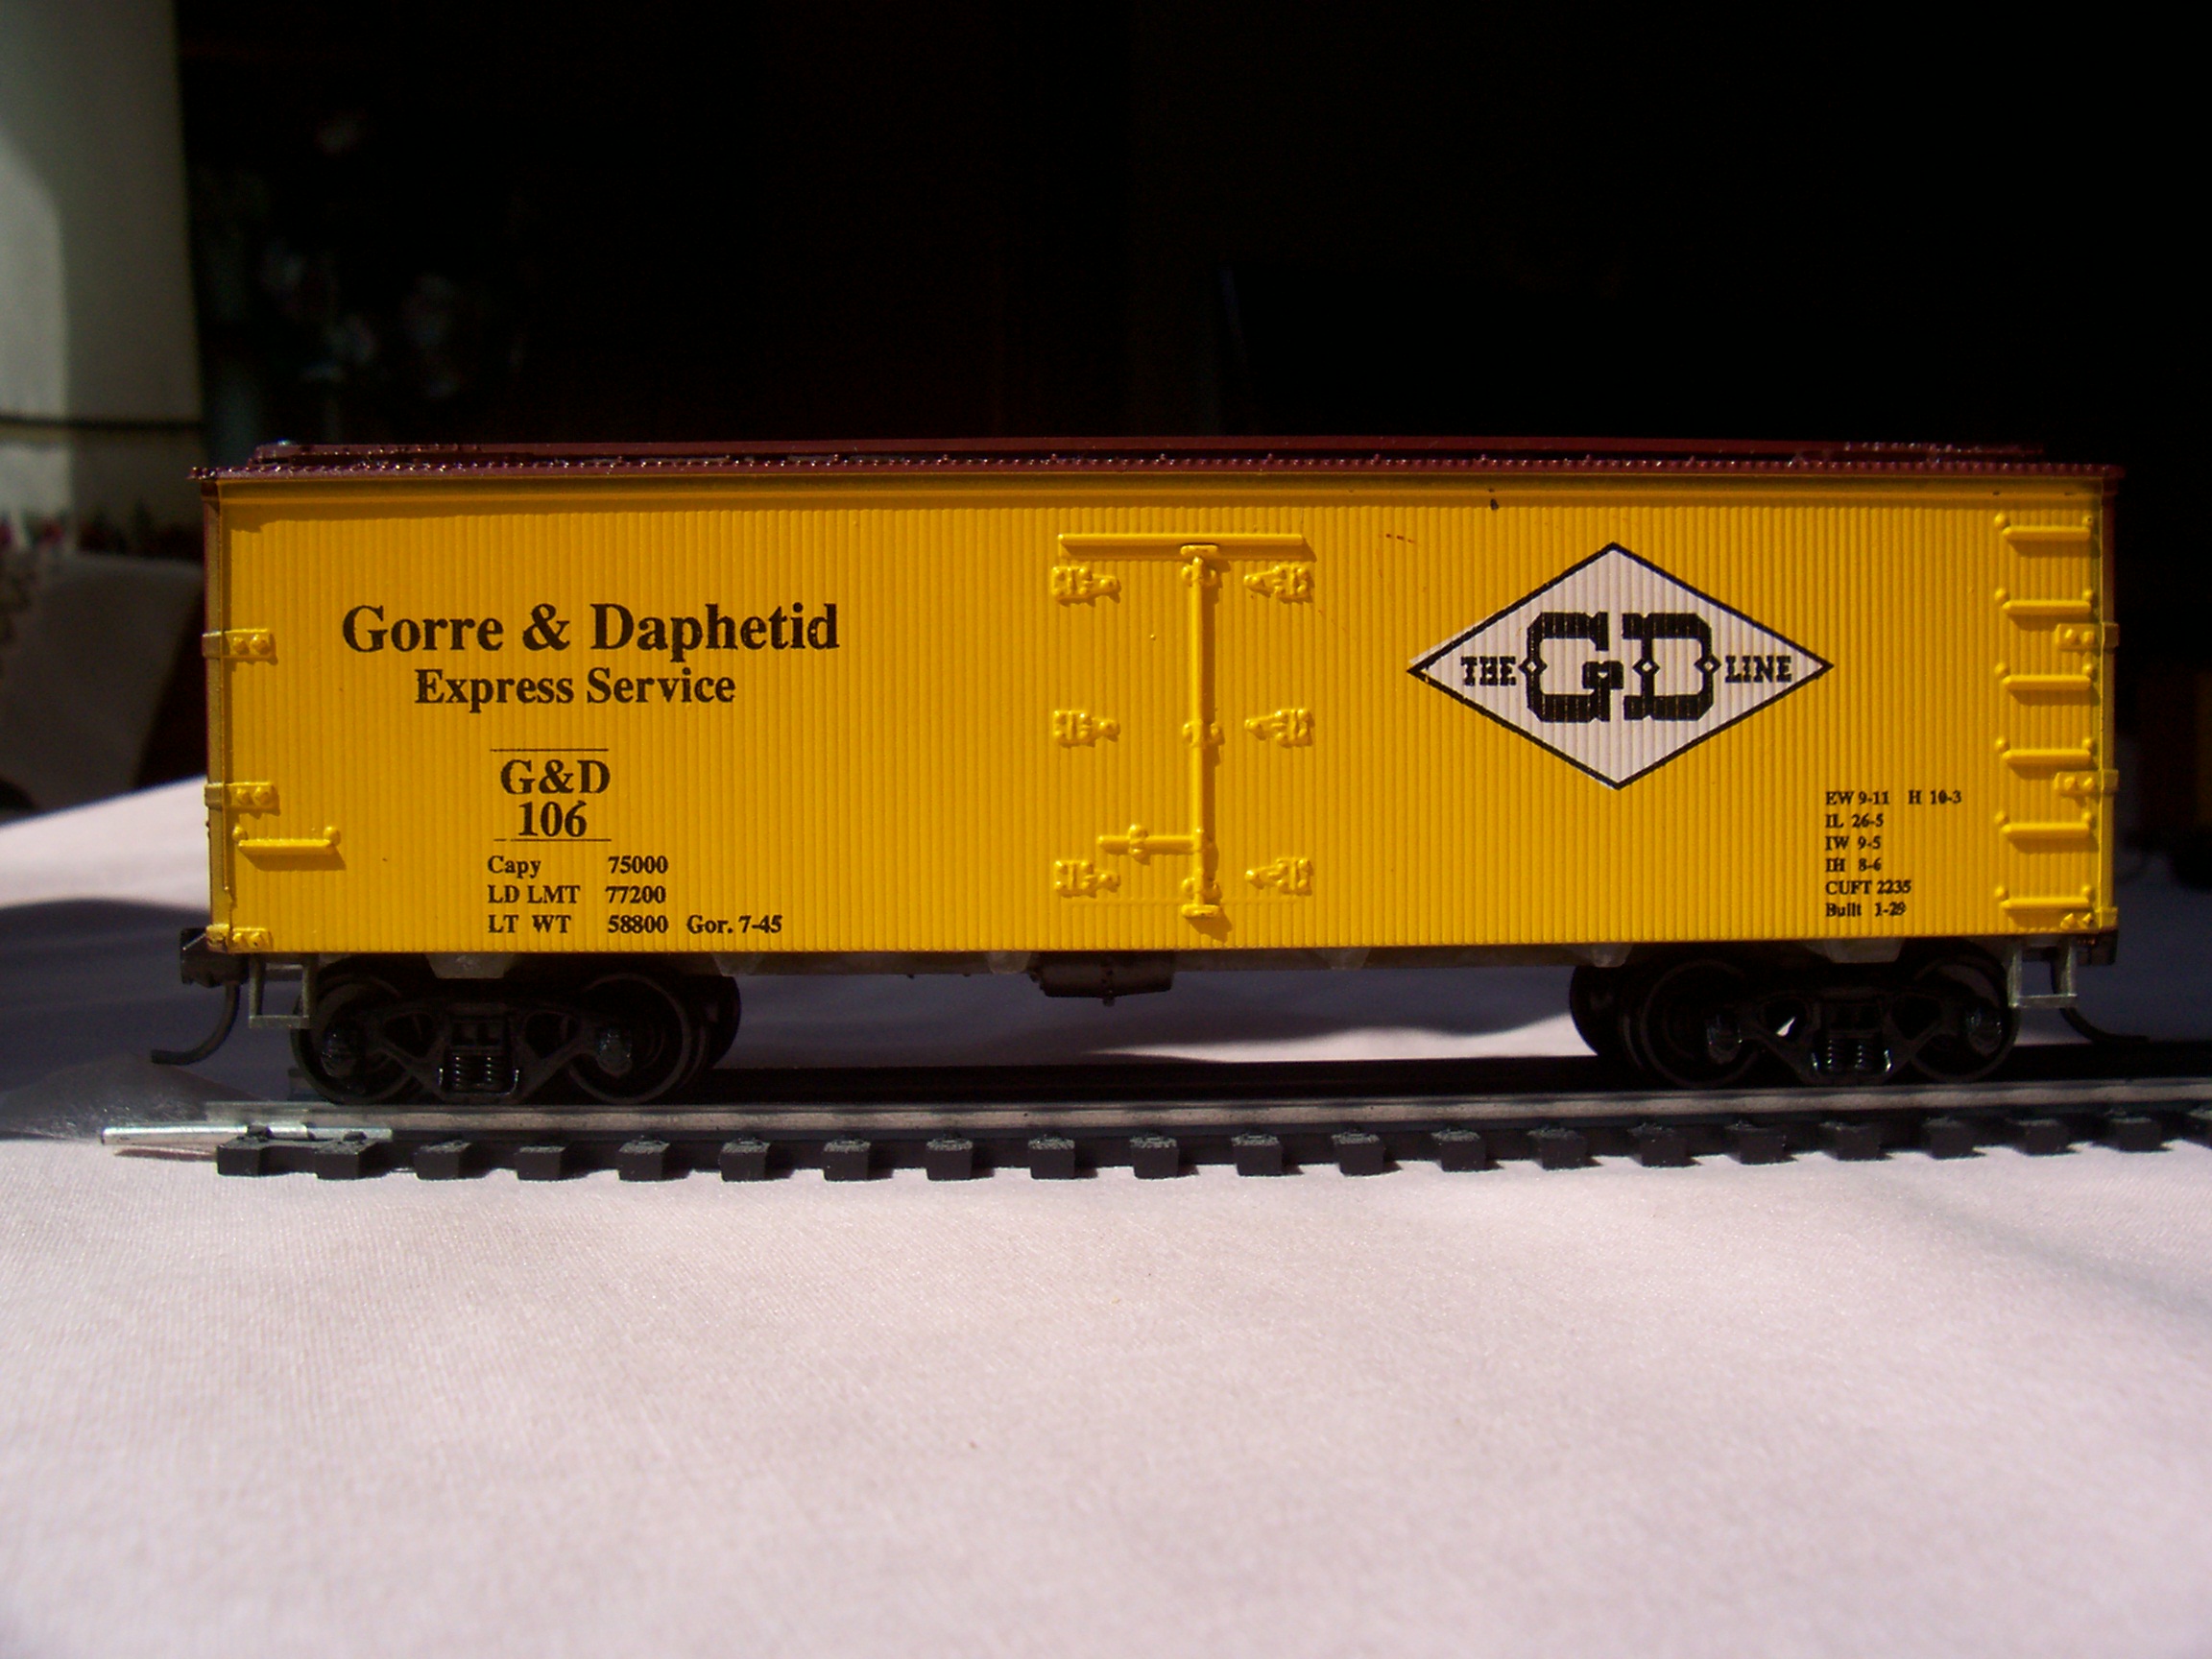 Gorre & Daphetid
Express Service
G&D
106
Capy 75000
LD LMT 77200
LT WT 58800 Gor. 7-45
THE GD LINE
EW 9-11 H 10-3
IL 26-5
IW 9-5
IH 8-6
CUFT 2235
Built 1-29